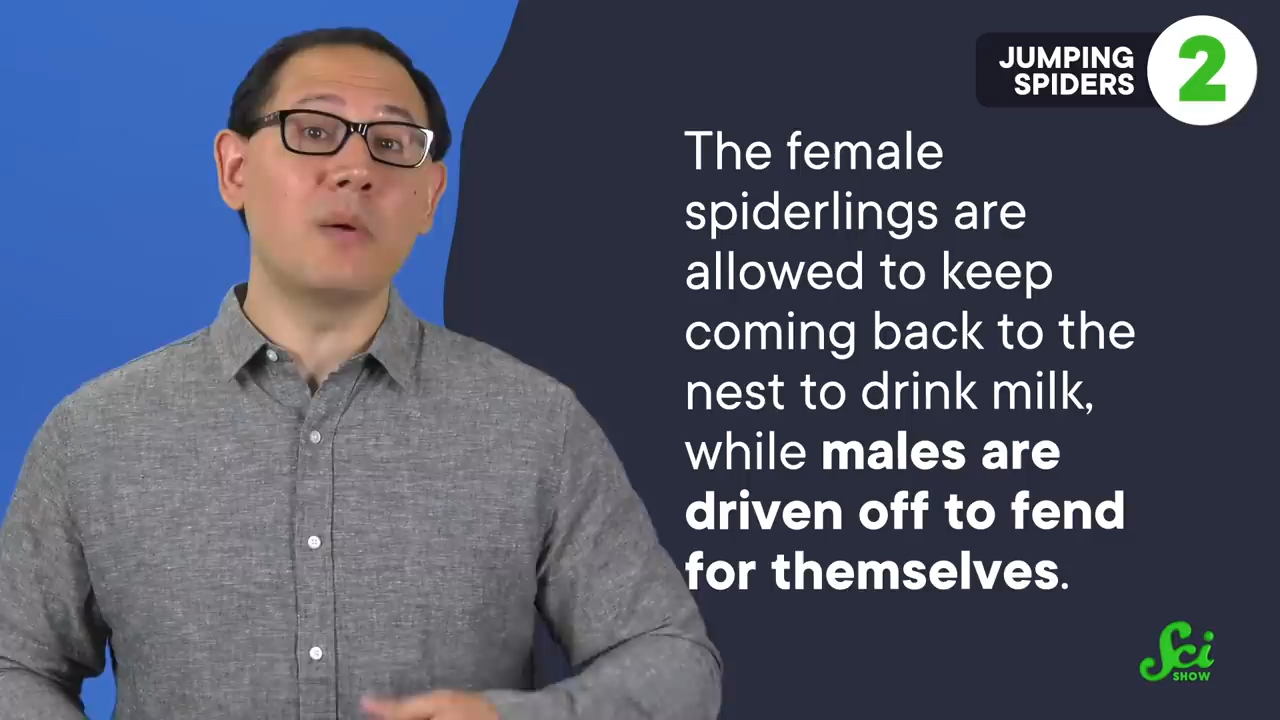 JUMPING
SPIDERS
2
The female
spiderlings are
allowed to keep
coming back to the
nest to drink milk,
while males are
driven off to fend
for themselves.
Sci
SHOW